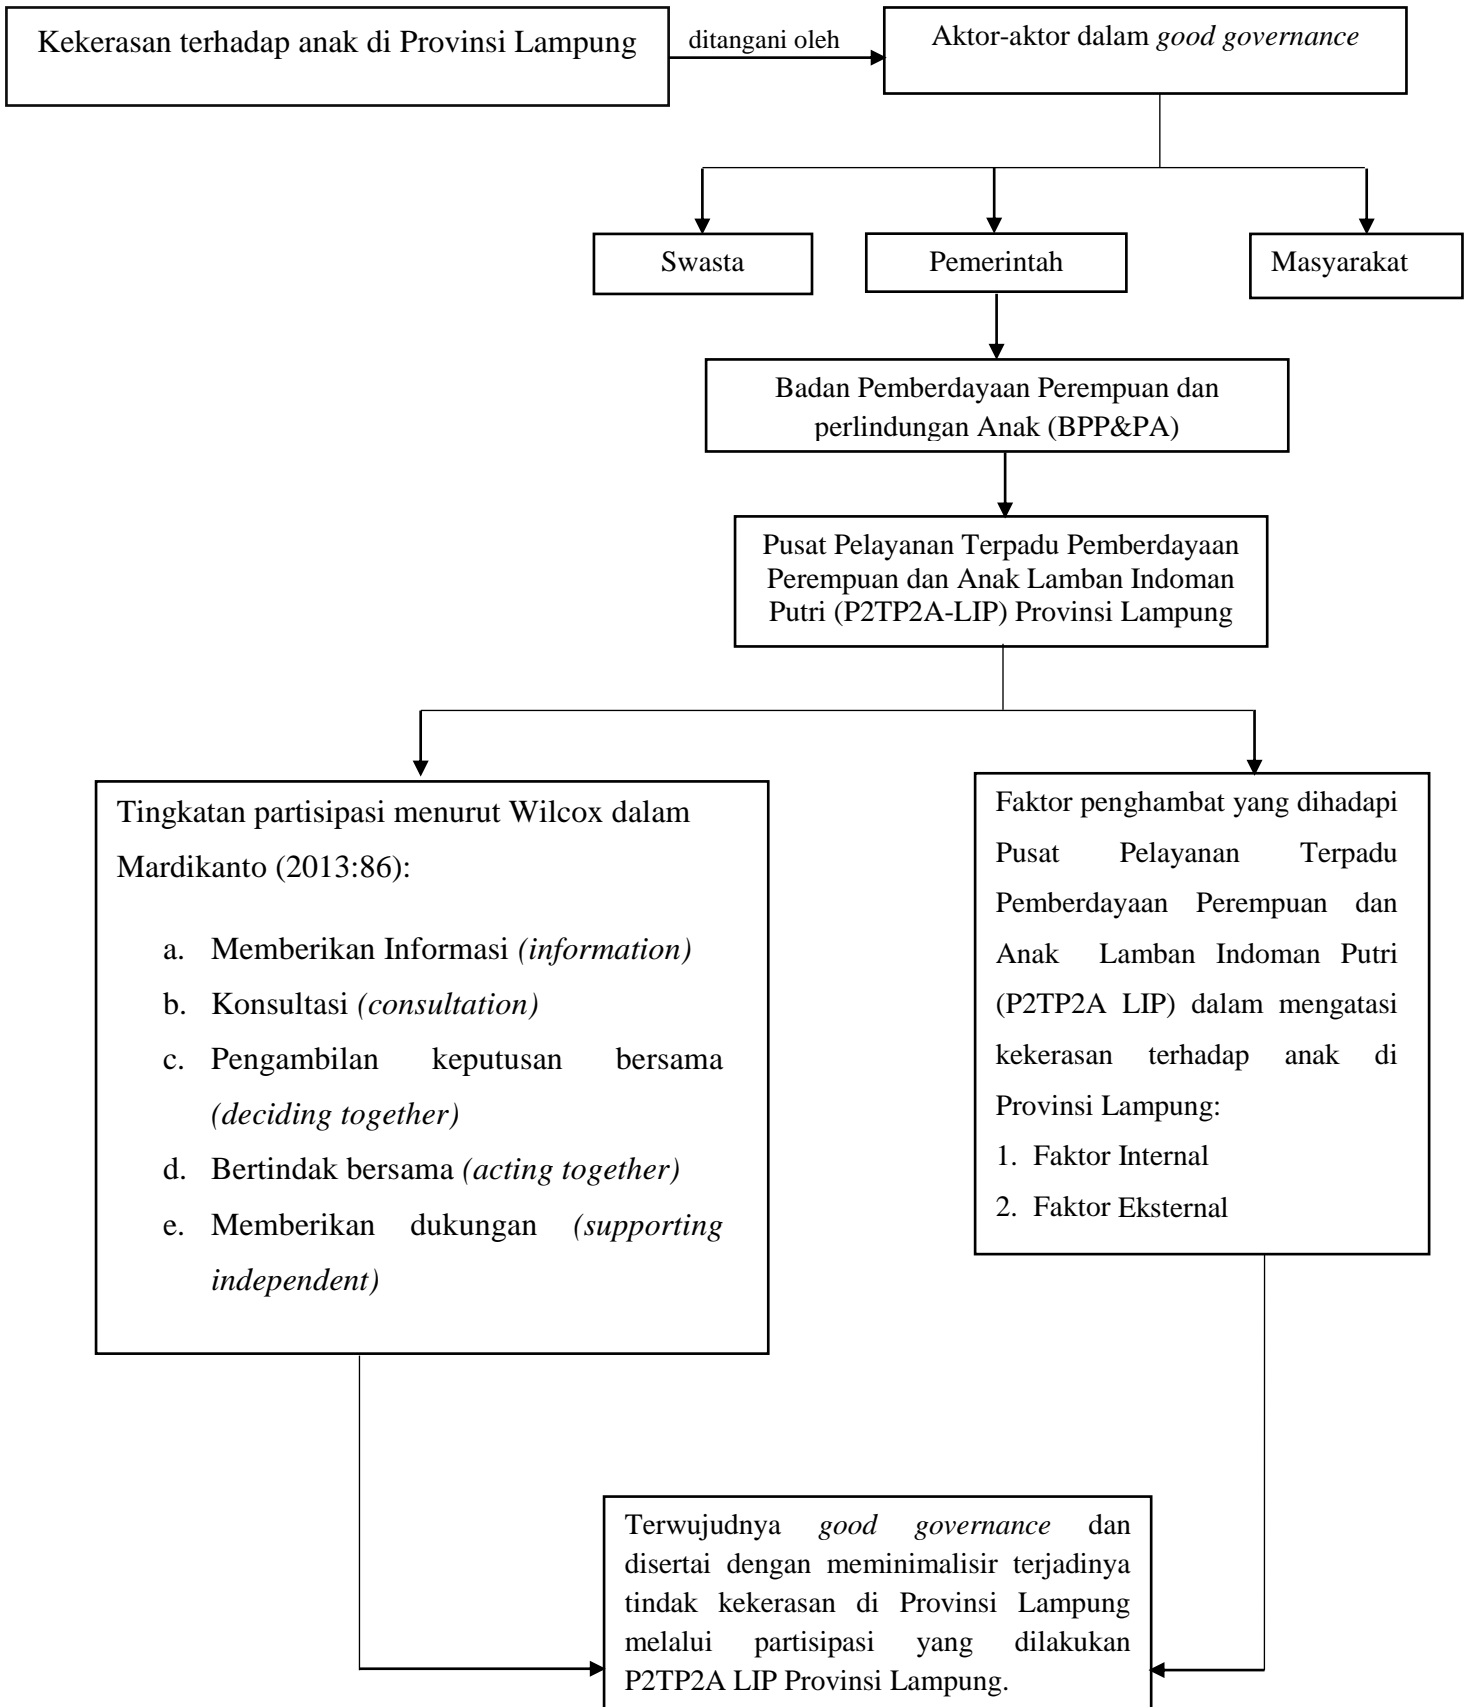 Kekerasan terhadap anak di Provinsi Lampung
ditangani oleh
Aktor-aktor dalam good governance
Swasta
Pemerintah
Masyarakat
Badan Pemberdayaan Perempuan dan
perlindungan Anak (BPP&PA)
Pusat Pelayanan Terpadu Pemberdayaan
Perempuan dan Anak Lamban Indoman
Putri (P2TP2A-LIP) Provinsi Lampung
Tingkatan partisipasi menurut Wilcox dalam
Mardikanto (2013:86):
a. Memberikan Informasi (information)
b. Konsultasi (consultation)
c. Pengambilan keputusan bersama
(deciding together)
d. Bertindak bersama (acting together)
e. Memberikan dukungan (supporting
independent)
Faktor penghambat yang dihadapi
Pusat Pelayanan Terpadu
Pemberdayaan Perempuan dan
Anak Lamban Indoman Putri
(P2TP2A LIP) dalam mengatasi
kekerasan terhadap anak di
Provinsi Lampung:
1. Faktor Internal
2. Faktor Eksternal
Terwujudnya good governance dan
disertai dengan meminimalisir terjadinya
tindak kekerasan di Provinsi Lampung
melalui partisipasi yang dilakukan
P2TP2A LIP Provinsi Lampung.